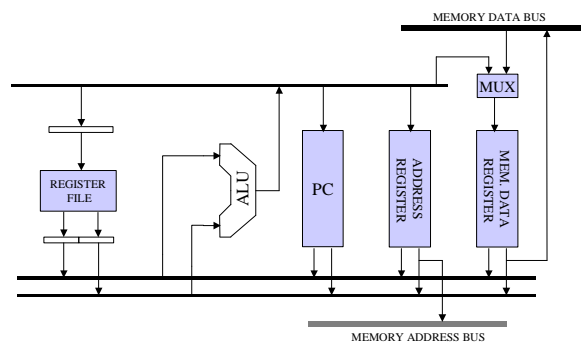 MEMORY DATA BUS
MUX
REGISTER
FILE
ALU
PC
ADDRESS
REGISTER
MEM. DATA
REGISTER
MEMORY ADDRESS BUS